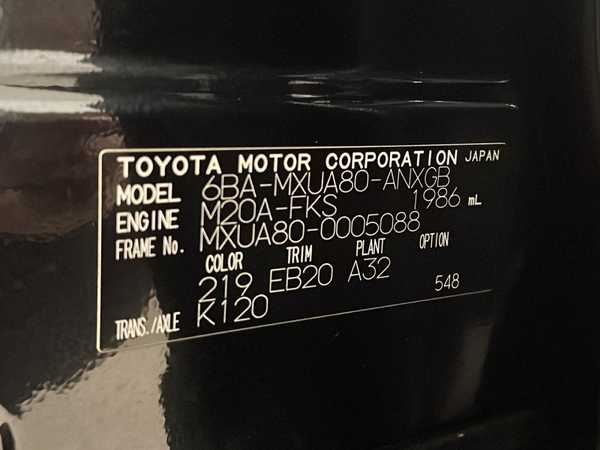 TOYOTA MOTOR CORPORATION JAPAN
MODEL 6BA-MXUA80-ANXGB
ENGINE M20A-FKS 1986 mL
FRAME No. MXUA80-0005088
COLOR TRIM PLANT OPTION
219 EB20 A32 548
TRANS./AXLE K120